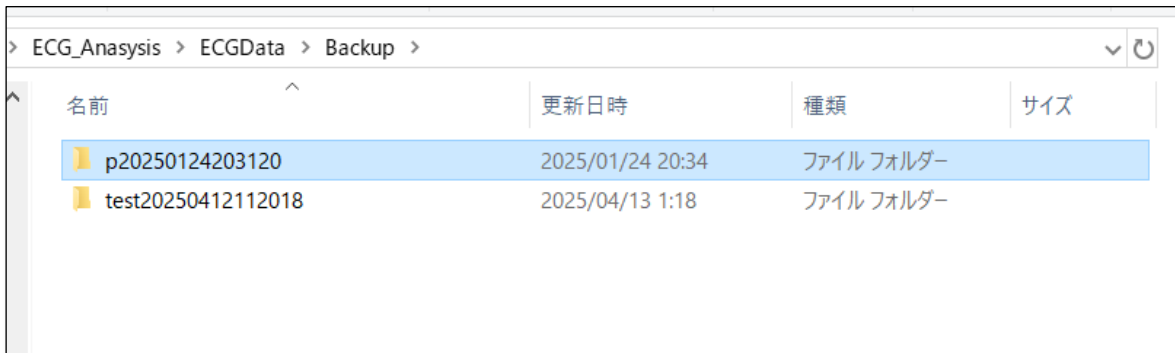 > ECG_Anasysis > ECGData > Backup >
名前 更新日時 種類 サイズ
p20250124203120 2025/01/24 20:34 ファイル フォルダー
test20250412112018 2025/04/13 1:18 ファイル フォルダー